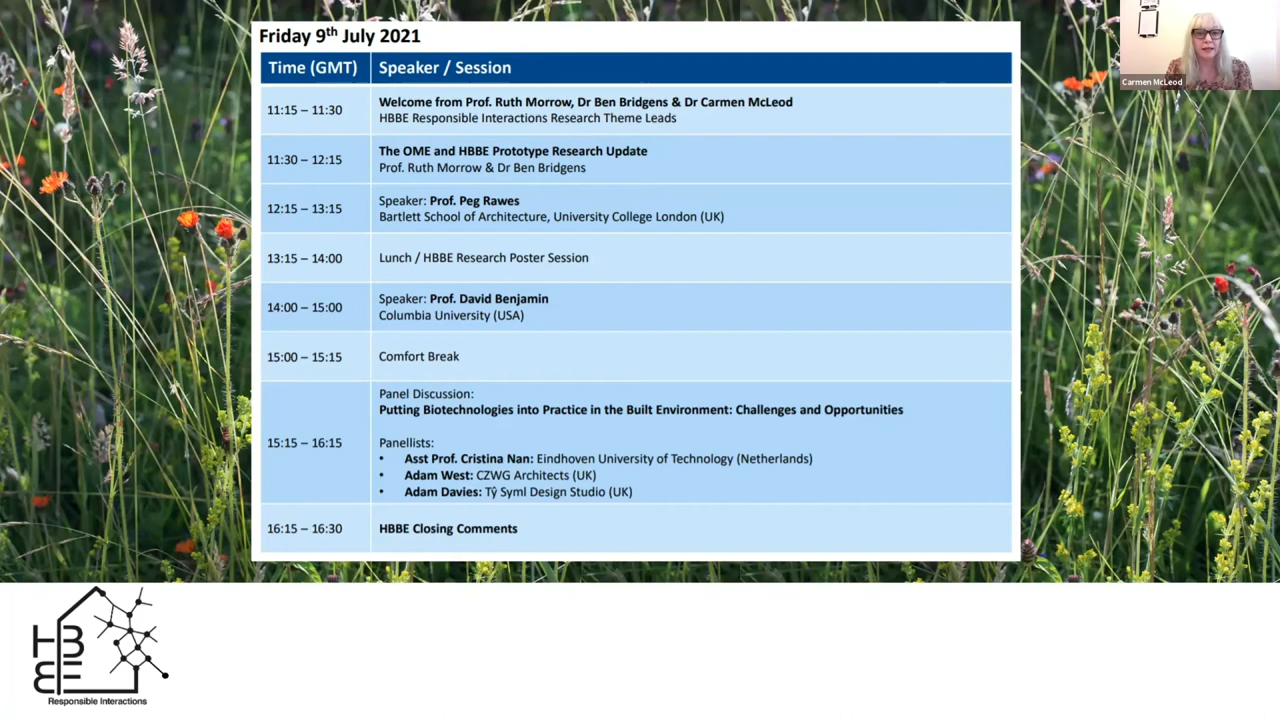 Friday 9th July 2021
Time (GMT) Speaker / Session
11:15 – 11:30 Welcome from Prof. Ruth Morrow, Dr Ben Bridgens & Dr Carmen McLeod
HBBE Responsible Interactions Research Theme Leads
11:30 – 12:15 The OME and HBBE Prototype Research Update
Prof. Ruth Morrow & Dr Ben Bridgens
12:15 – 13:15 Speaker: Prof. Peg Rawes
Bartlett School of Architecture, University College London (UK)
13:15 – 14:00 Lunch / HBBE Research Poster Session
14:00 – 15:00 Speaker: Prof. David Benjamin
Columbia University (USA)
15:00 – 15:15 Comfort Break
15:15 – 16:15 Panel Discussion:
Putting Biotechnologies into Practice in the Built Environment: Challenges and Opportunities
Panellists:
• Asst Prof. Cristina Nan: Eindhoven University of Technology (Netherlands)
• Adam West: CZWG Architects (UK)
• Adam Davies: Tŷ Syml Design Studio (UK)
16:15 – 16:30 HBBE Closing Comments
Carmen McLeod
HB
BE
Responsible Interactions